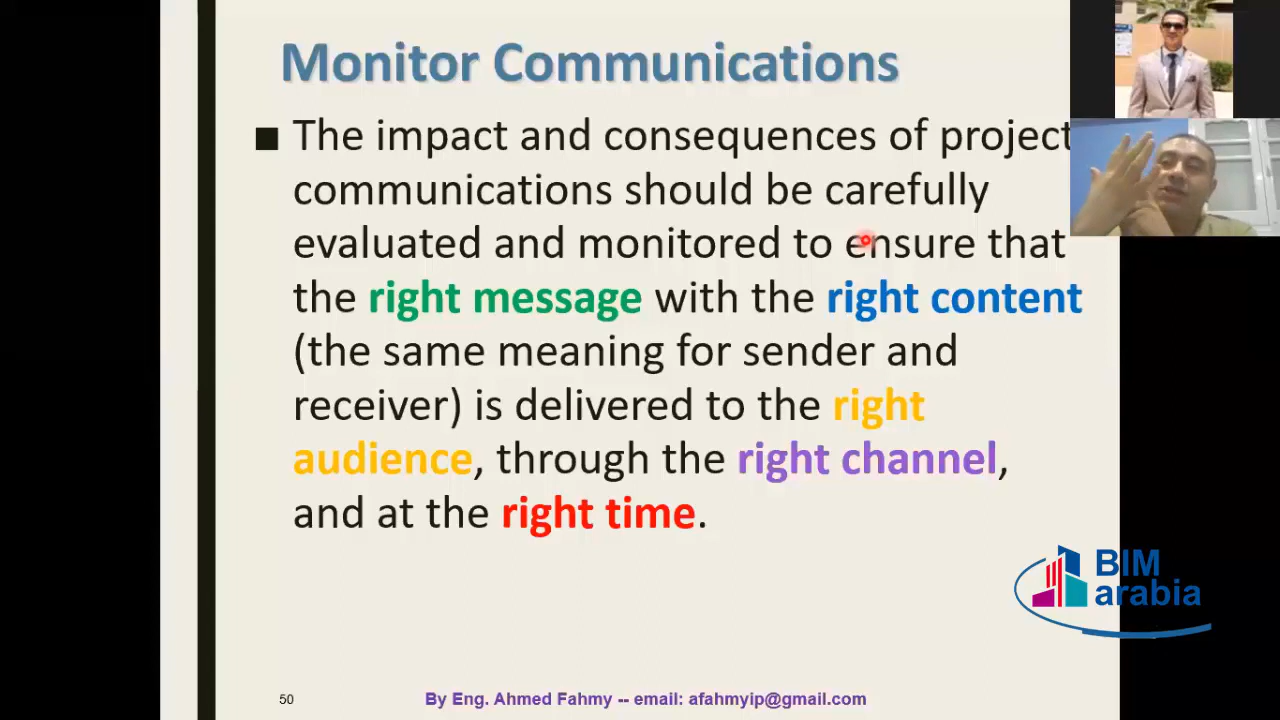 Monitor Communications
■ The impact and consequences of project
communications should be carefully
evaluated and monitored to ensure that
the right message with the right content
(the same meaning for sender and
receiver) is delivered to the right
audience, through the right channel,
and at the right time.
BIM
arabia
50
By Eng. Ahmed Fahmy -- email: afahmyip@gmail.com